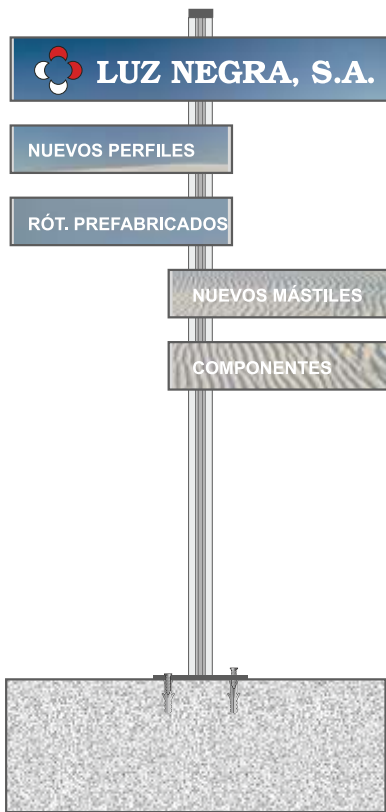 LUZ NEGRA, S.A.
NUEVOS PERFILES
RÓT. PREFABRICADOS
NUEVOS MÁSTILES
COMPONENTES